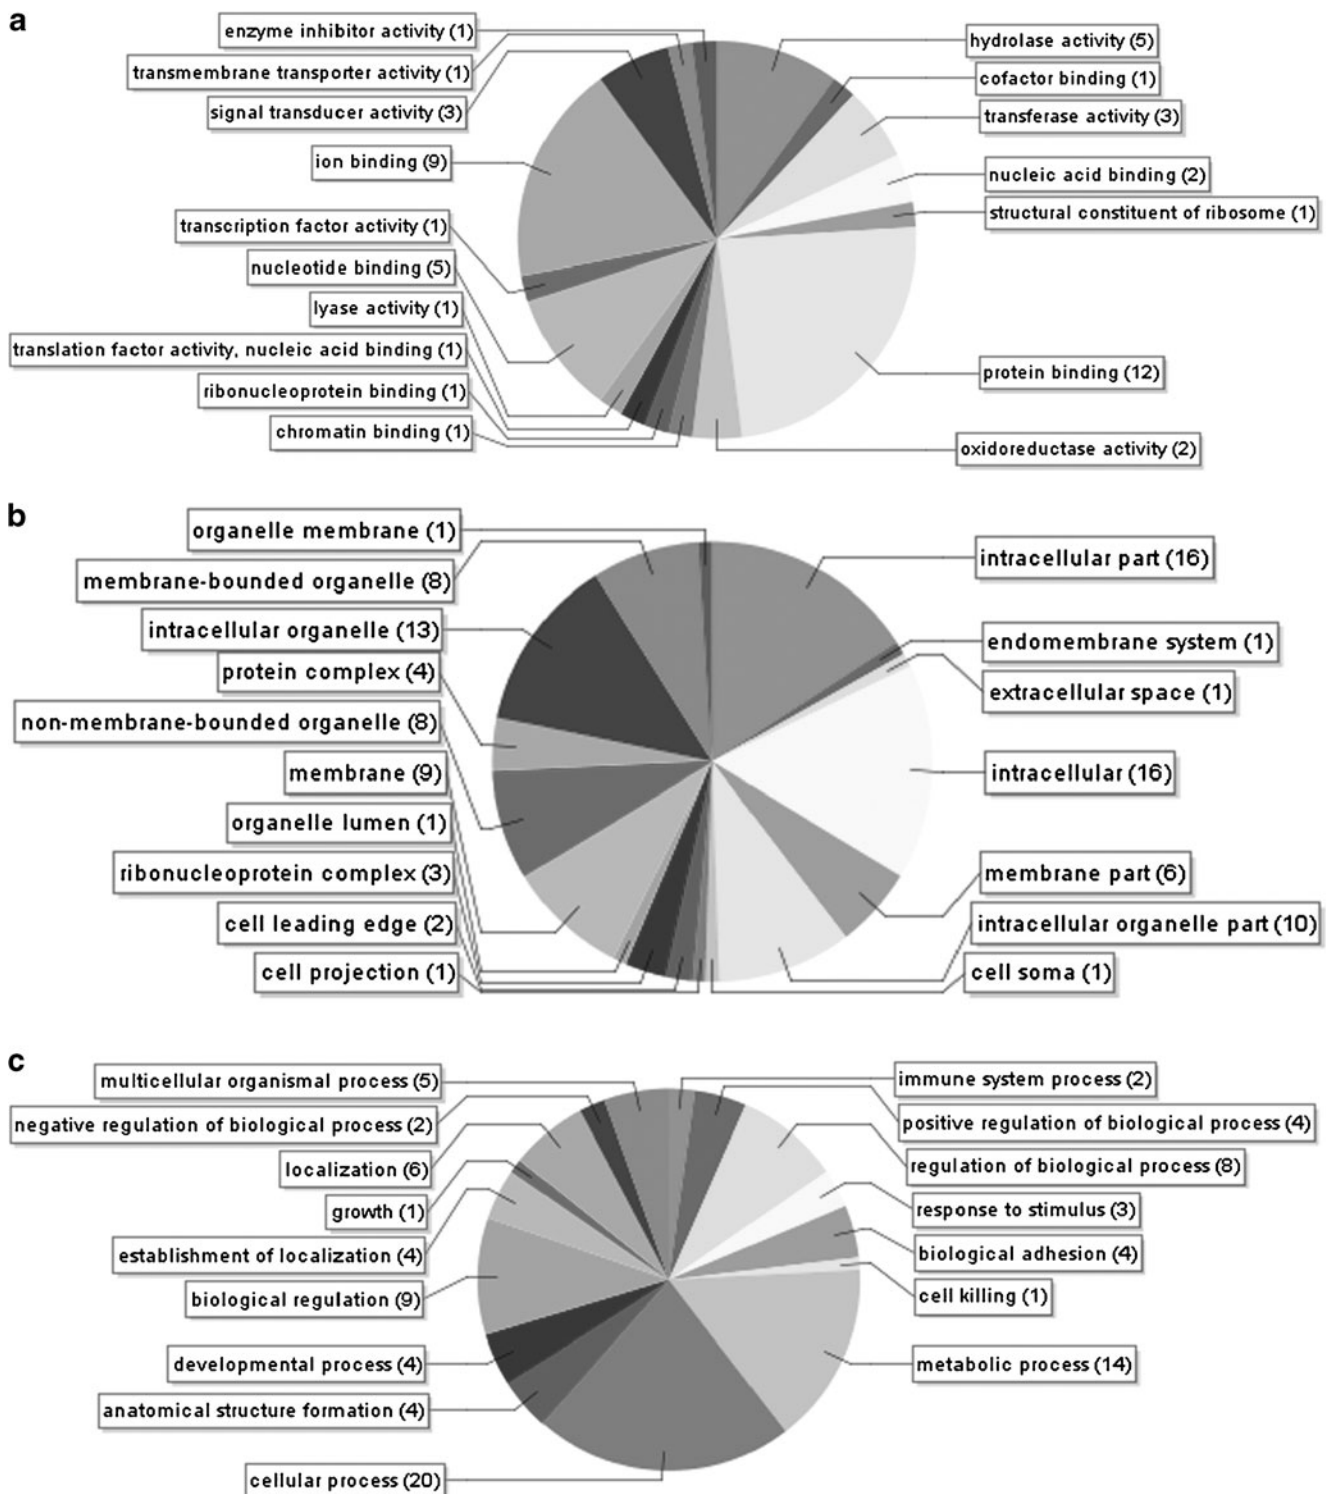 a
enzyme inhibitor activity (1)
transmembrane transporter activity (1)
signal transducer activity (3)
ion binding (9)
transcription factor activity (1)
nucleotide binding (5)
lyase activity (1)
translation factor activity, nucleic acid binding (1)
ribonucleoprotein binding (1)
chromatin binding (1)
hydrolase activity (5)
cofactor binding (1)
transferase activity (3)
nucleic acid binding (2)
structural constituent of ribosome (1)
protein binding (12)
oxidoreductase activity (2)
b
organelle membrane (1)
membrane-bounded organelle (8)
intracellular organelle (13)
protein complex (4)
non-membrane-bounded organelle (8)
membrane (9)
organelle lumen (1)
ribonucleoprotein complex (3)
cell leading edge (2)
cell projection (1)
intracellular part (16)
endomembrane system (1)
extracellular space (1)
intracellular (16)
membrane part (6)
intracellular organelle part (10)
cell soma (1)
c
multicellular organismal process (5)
negative regulation of biological process (2)
localization (6)
growth (1)
establishment of localization (4)
biological regulation (9)
developmental process (4)
anatomical structure formation (4)
cellular process (20)
immune system process (2)
positive regulation of biological process (4)
regulation of biological process (8)
response to stimulus (3)
biological adhesion (4)
cell killing (1)
metabolic process (14)